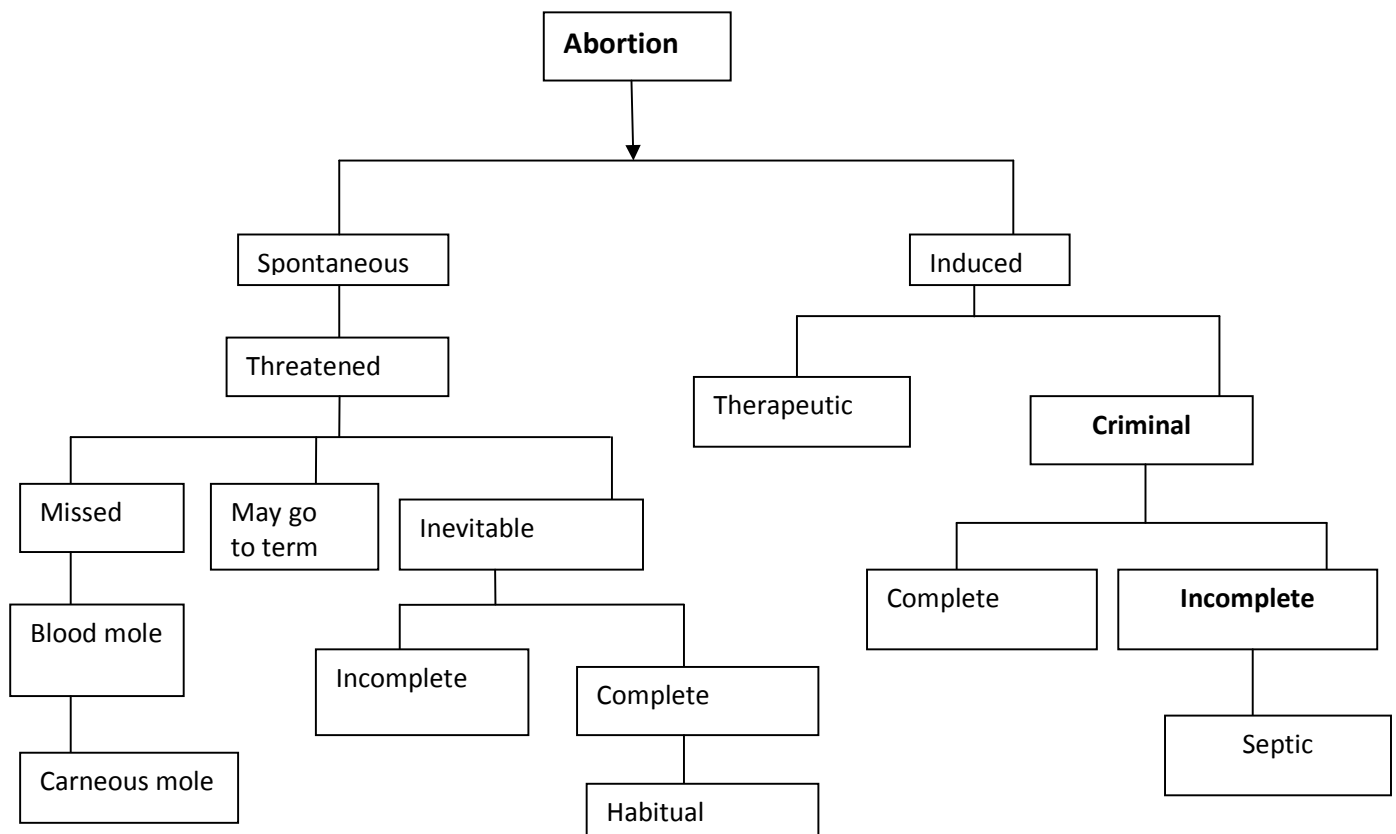 Abortion
Spontaneous
Induced
Threatened
Therapeutic
Criminal
Missed
May go
to term
Inevitable
Complete
Incomplete
Blood mole
Incomplete
Complete
Septic
Carneous mole
Habitual